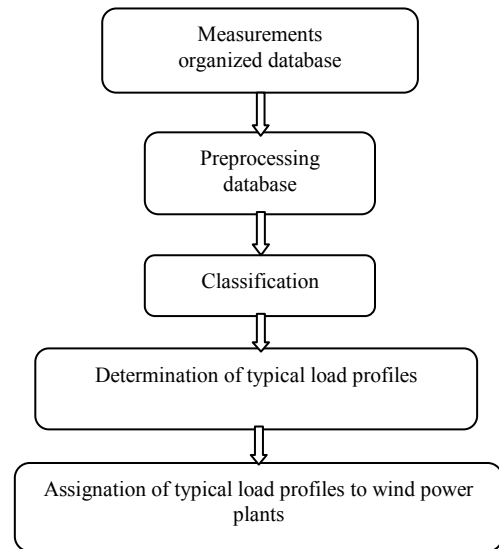 Measurements
organized database
Preprocessing
database
Classification
Determination of typical load profiles
Assignation of typical load profiles to wind power
plants